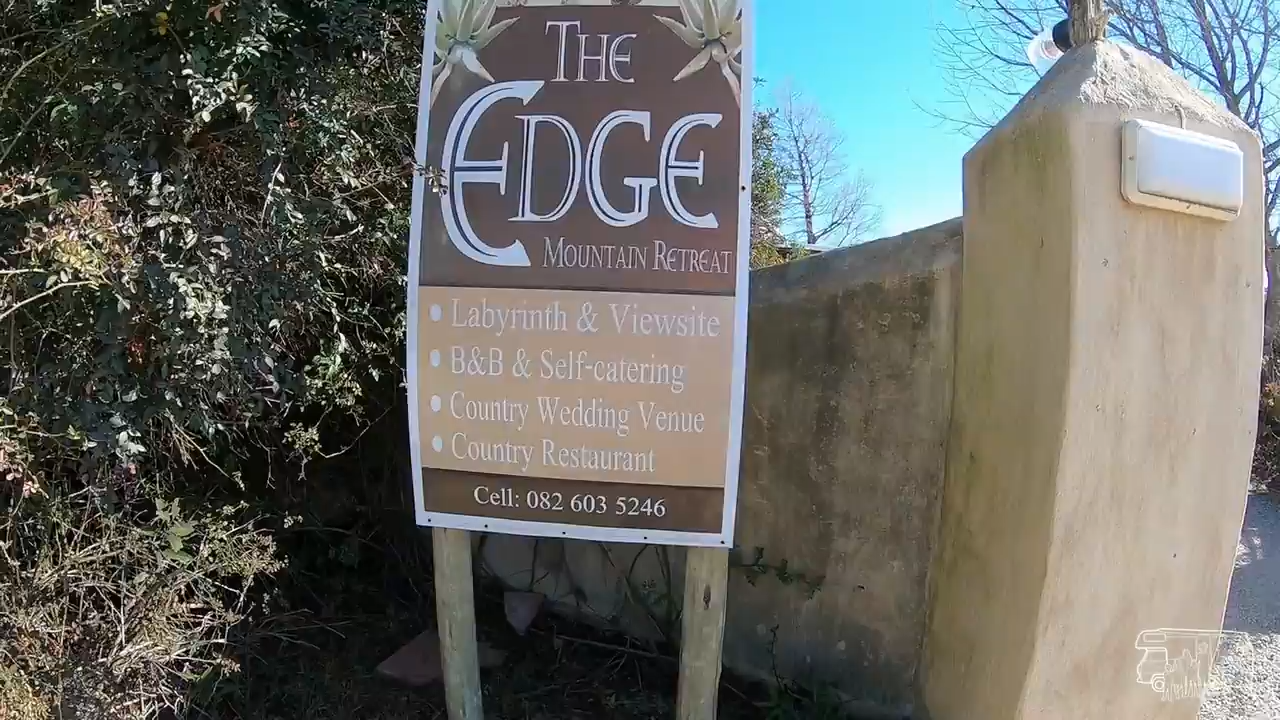 THE
EDGE
MOUNTAIN RETREAT
• Labyrinth & Viewsite
• B&B & Self-catering
• Country Wedding Venue
• Country Restaurant
Cell: 082 603 5246